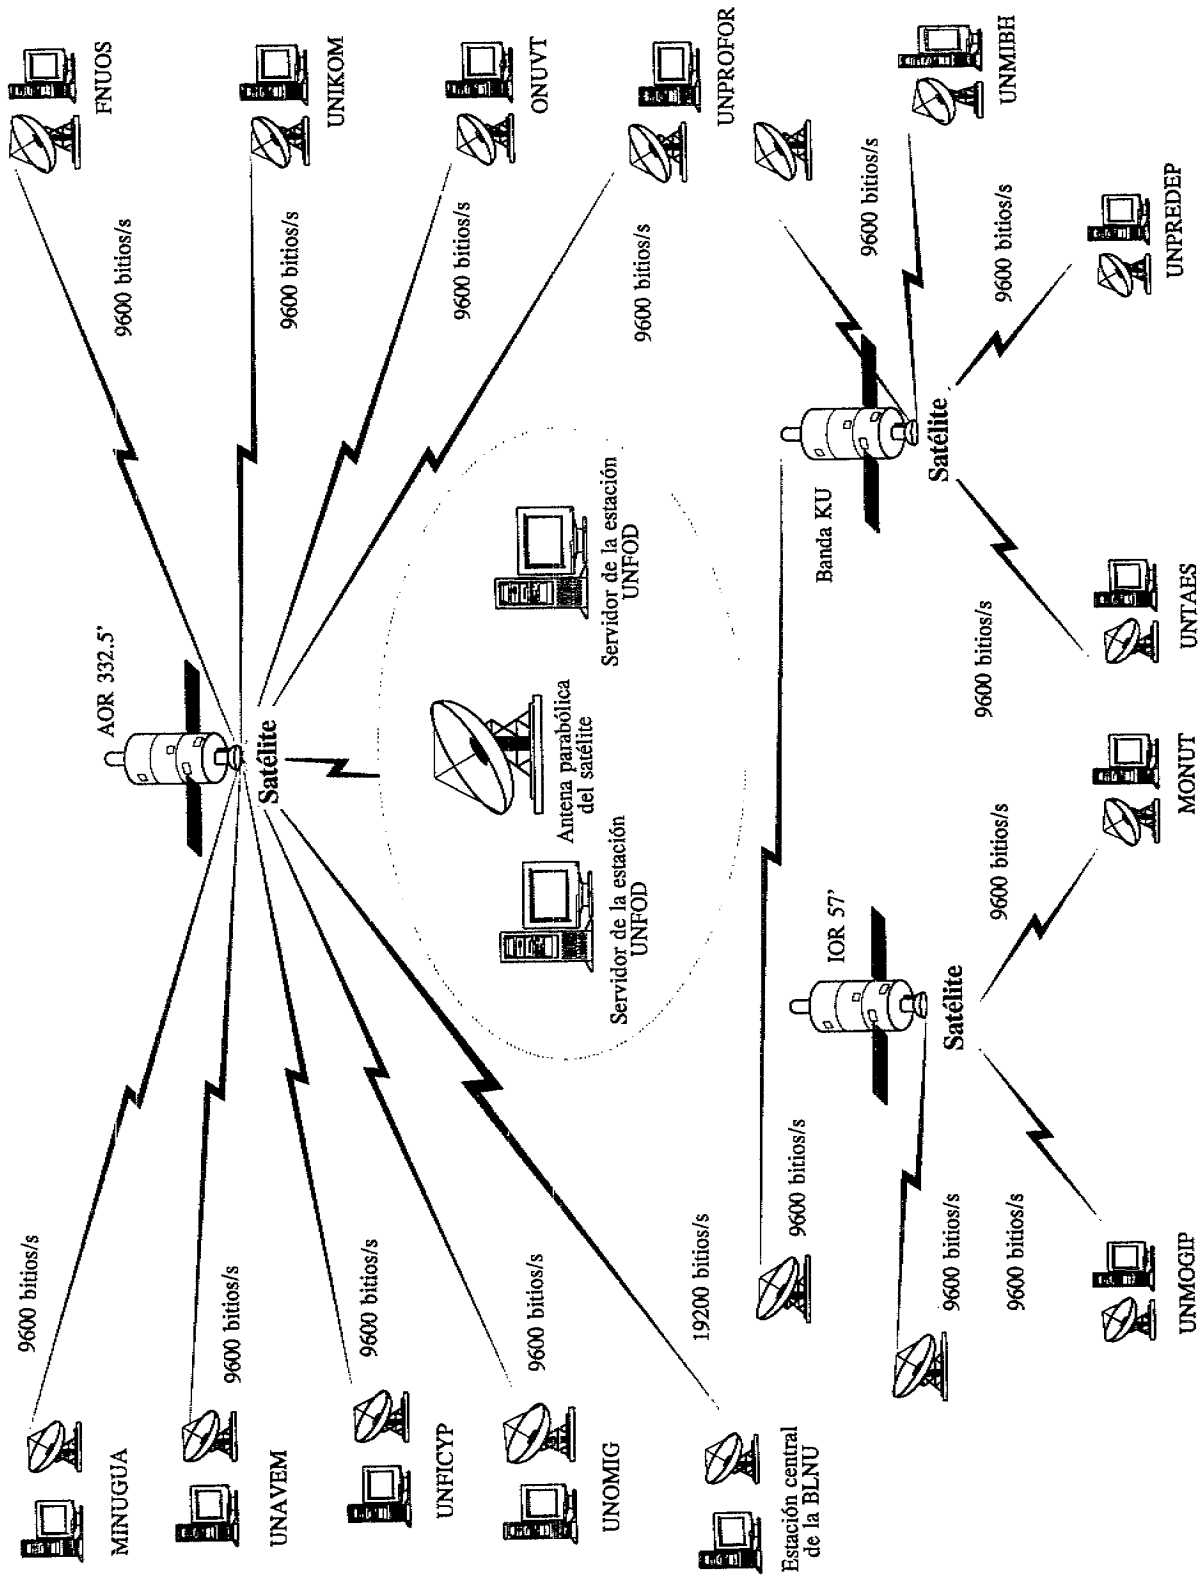 9600 bitios/s
MINUGUA
AOR 332.5'
FNUOS
9600 bitios/s
9600 bitios/s
UNAVEM
Satélite
9600 bitios/s
UNIKOM
9600 bitios/s
UNFICYP
9600 bitios/s
ONUVT
9600 bitios/s
UNOMIG
Servidor de la estación
UNFOD
Antena parabólica
del satélite
Servidor de la estación
UNFOD
9600 bitios/s
UNPROFOR
19200 bitios/s
Estación central
de la BLNU
9600 bitios/s
IOR 57'
Banda KU
9600 bitios/s
UNMIBH
9600 bitios/s
Satélite
Satélite
9600 bitios/s
9600 bitios/s
9600 bitios/s
9600 bitios/s
UNMOGIP
MONUT
UNTAES
UNPREDEP